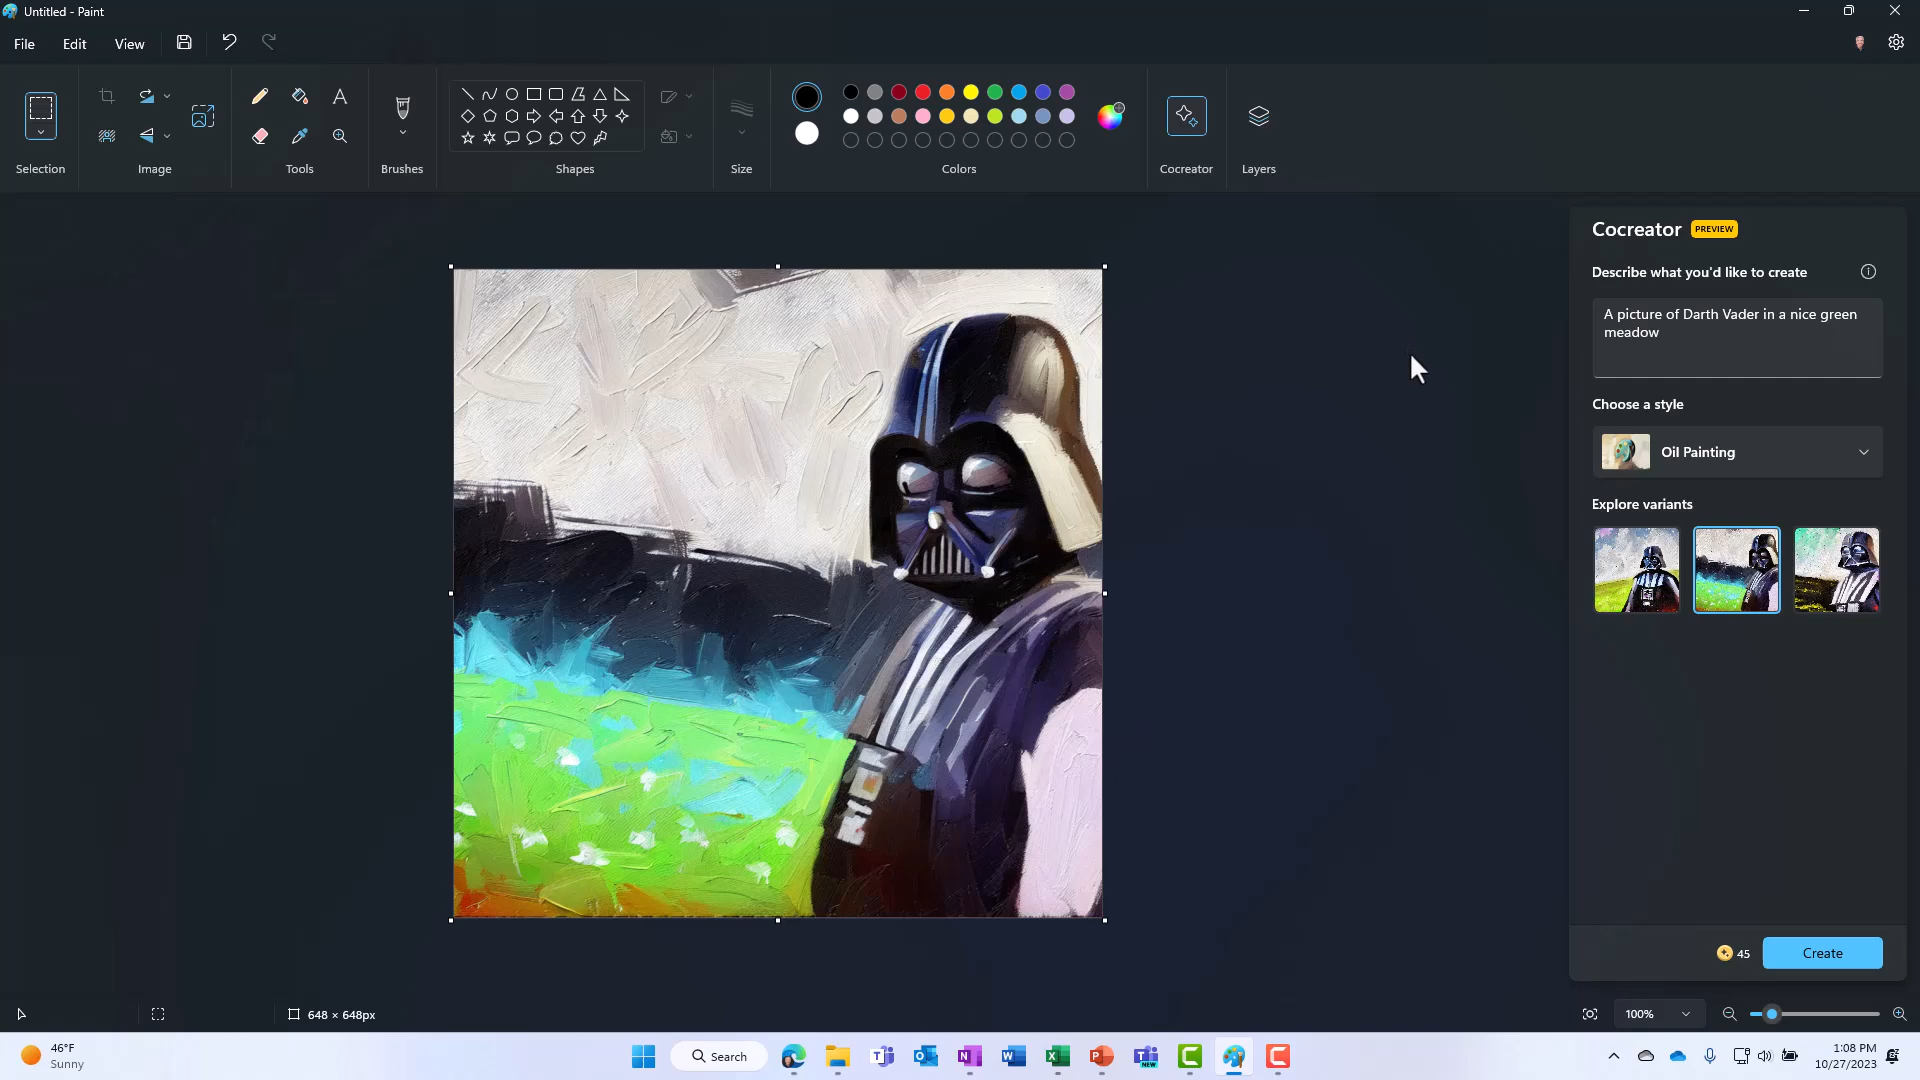 Untitled - Paint
File Edit View
Selection Image Tools Brushes Shapes Size Colors Cocreator Layers
Cocreator PREVIEW
Describe what you'd like to create
A picture of Darth Vader in a nice green
meadow
Choose a style
Oil Painting
Explore variants
45 Create
648 × 648px 100%
46°F
Sunny
Search
NEW
1:08 PM
10/27/2023